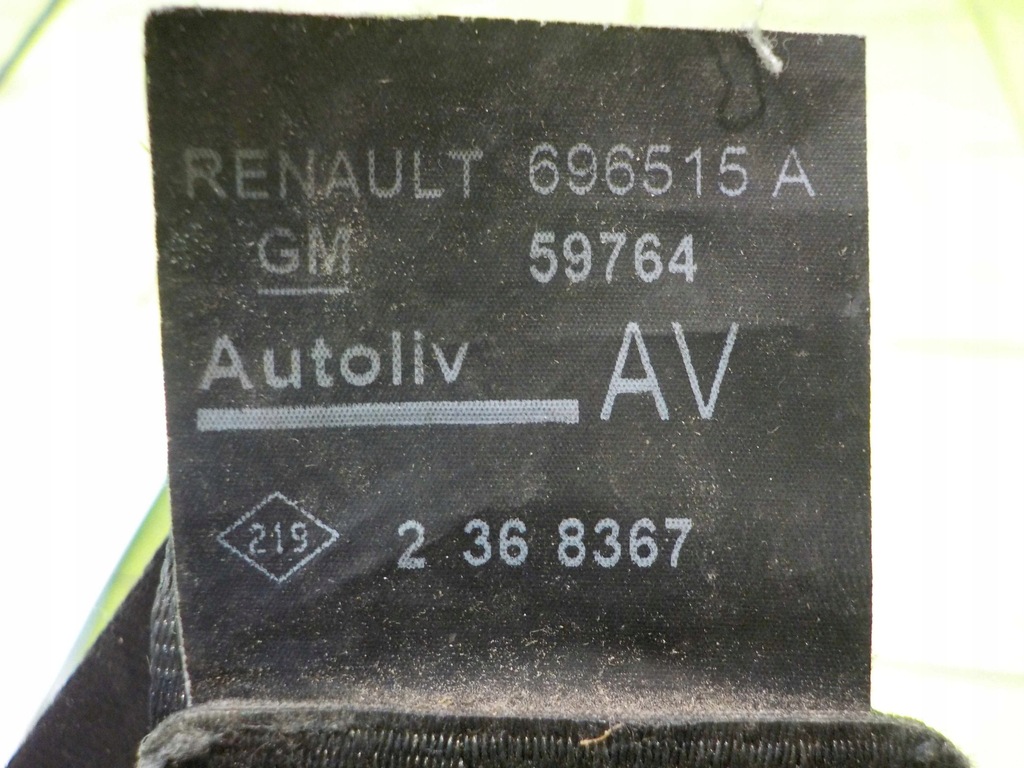 RENAULT 696515 A
GM 59764
Autoliv AV
219 2 36 8367